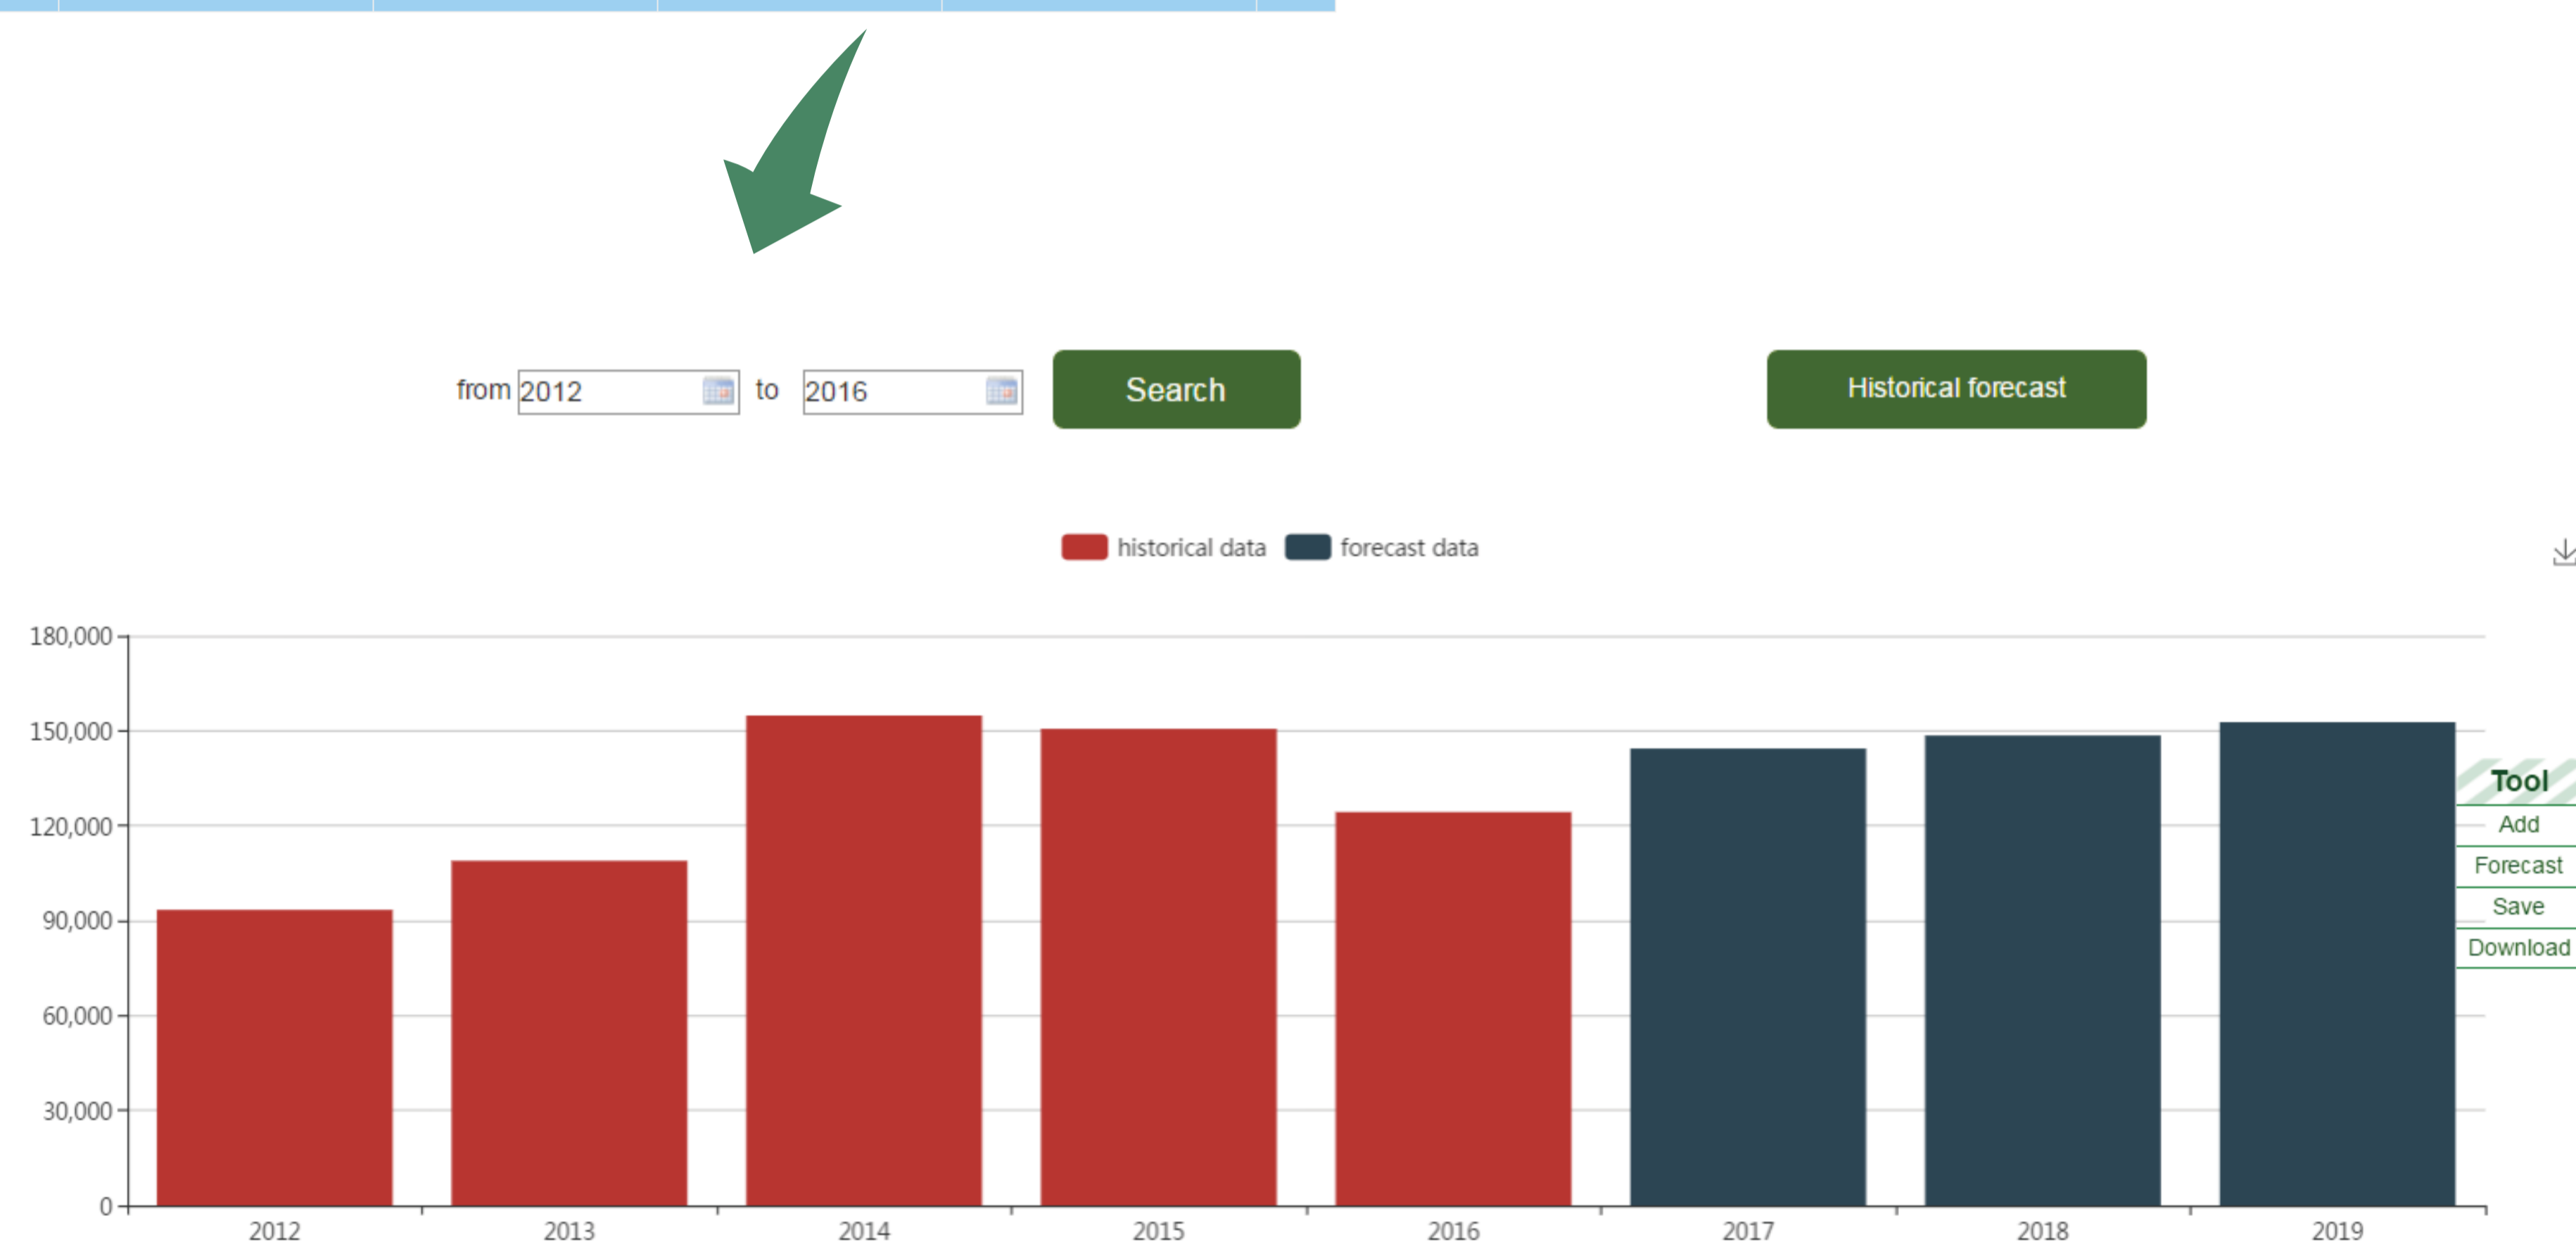 from 2012 to 2016 Search Historical forecast
historical data forecast data
180,000
150,000
120,000
90,000
60,000
30,000
0
2012 2013 2014 2015 2016 2017 2018 2019
Tool
Add
Forecast
Save
Download